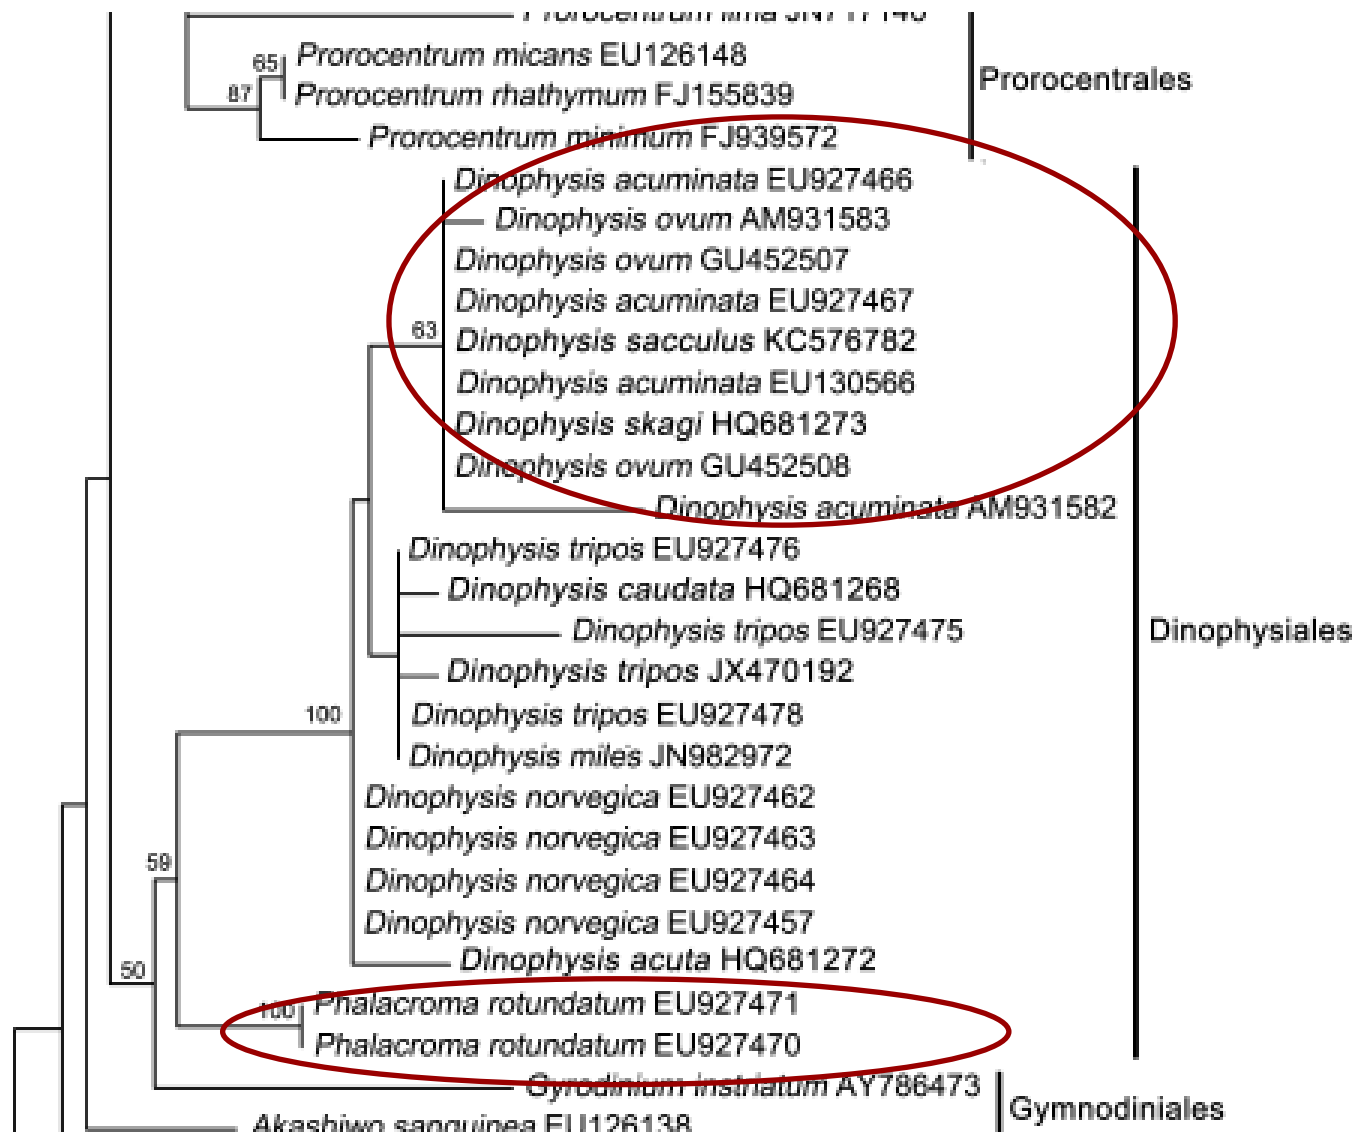 Prorocentrum lima
65
Prorocentrum micans EU126148
87
Prorocentrum rhathymum FJ155839
Prorocentrales
Prorocentrum minimum FJ939572
Dinophysis acuminata EU927466
Dinophysis ovum AM931583
Dinophysis ovum GU452507
Dinophysis acuminata EU927467
63
Dinophysis sacculus KC576782
Dinophysis acuminata EU130566
Dinophysis skagi HQ681273
Dinophysis ovum GU452508
Dinophysis acuminata AM931582
Dinophysis tripos EU927476
Dinophysis caudata HQ681268
Dinophysis tripos EU927475
Dinophysiales
Dinophysis tripos JX470192
100
Dinophysis tripos EU927478
Dinophysis miles JN982972
Dinophysis norvegica EU927462
Dinophysis norvegica EU927463
59
Dinophysis norvegica EU927464
Dinophysis norvegica EU927457
50
Dinophysis acuta HQ681272
100
Phalacroma rotundatum EU927471
Phalacroma rotundatum EU927470
Gyrodinium instriatum AY786473
Gymnodiniales
Akashiwo sanguinea EU126138